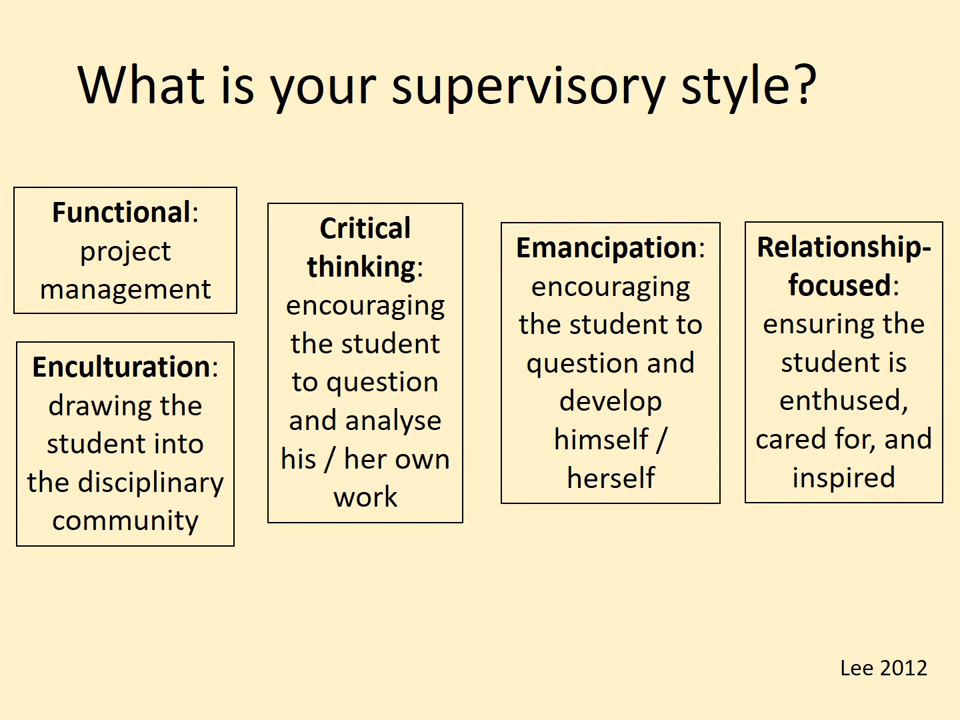 What is your supervisory style?
Functional:
project
management
Enculturation:
drawing the
student into
the disciplinary
community
Critical
thinking:
encouraging
the student
to question
and analyse
his / her own
work
Emancipation:
encouraging
the student to
question and
develop
himself /
herself
Relationship-
focused:
ensuring the
student is
enthused,
cared for, and
inspired
Lee 2012